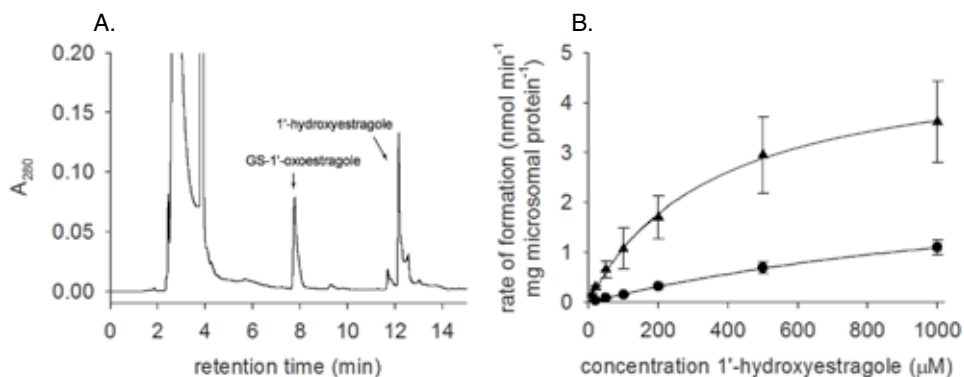 A.
0.20
0.15
0.10
0.05
0.00
A280
1'-hydroxyestragole
GS-1'-oxoestragole
0 2 4 6 8 10 12 14
retention time (min)
B.
rate of formation (nmol min⁻¹
mg microsomal protein⁻¹)
5
4
3
2
1
0
0 200 400 600 800 1000
concentration 1'-hydroxyestragole (μM)